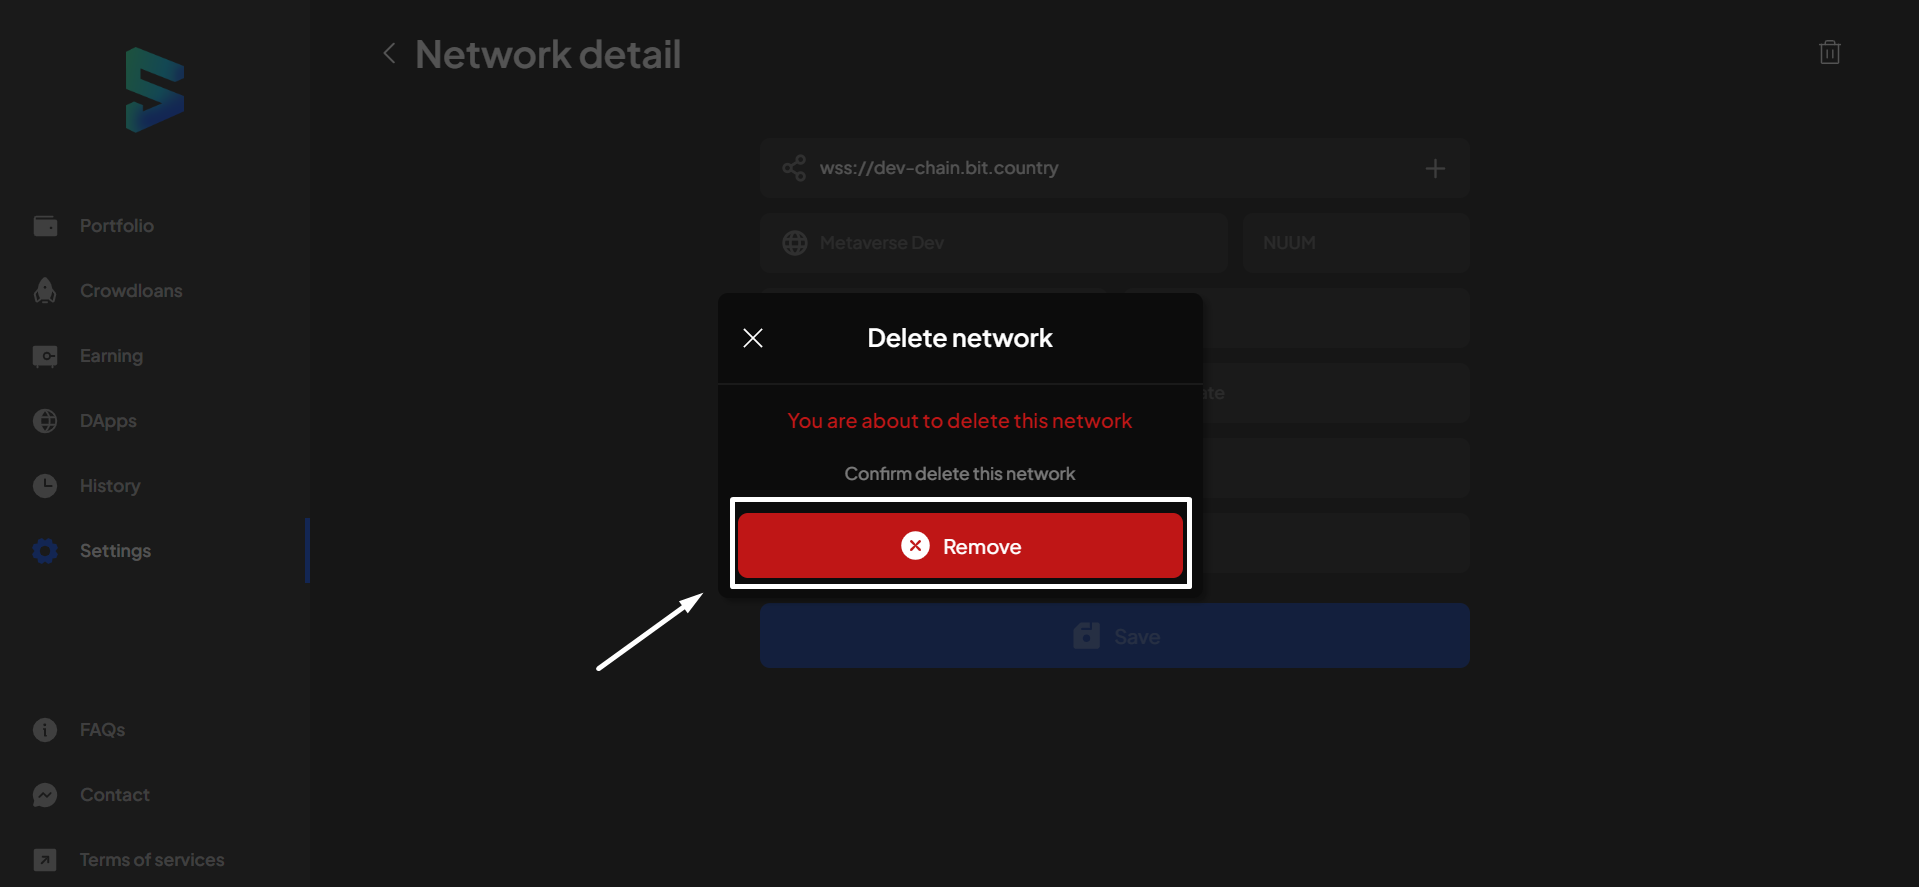 Network detail
Portfolio
Crowdloans
Earning
DApps
History
Settings
FAQs
Contact
Terms of services
wss://dev-chain.bit.country
Metaverse Dev
NUUM
Delete network
You are about to delete this network
Confirm delete this network
Remove
Save